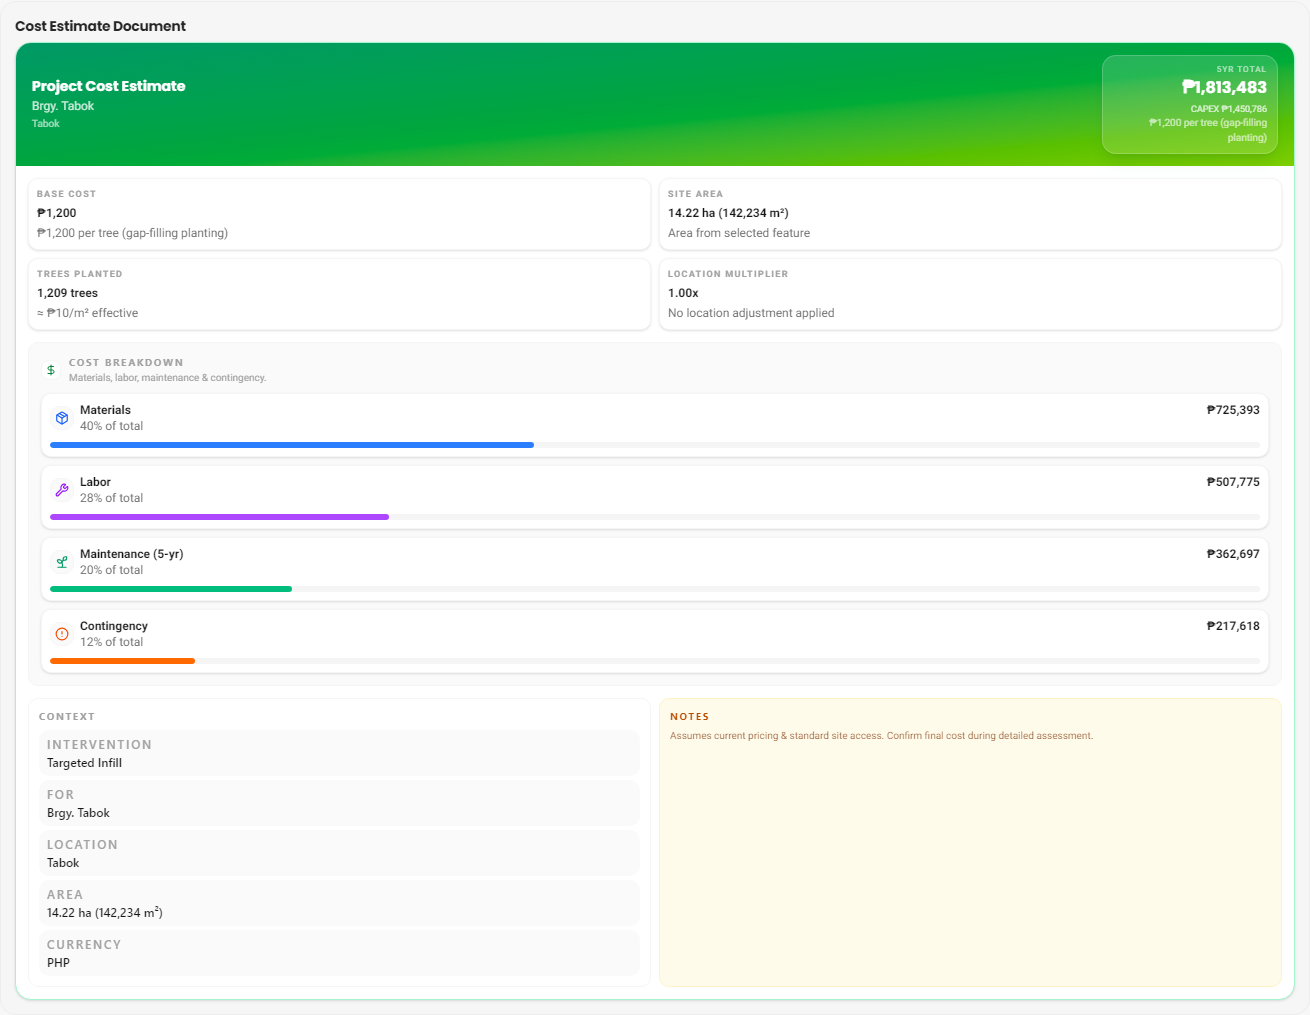 Cost Estimate Document
Project Cost Estimate
Brgy. Tabok
Tabok
5YR TOTAL
₱1,813,483
CAPEX ₱1,450,786
₱1,200 per tree (gap-filling
planting)
BASE COST
₱1,200
₱1,200 per tree (gap-filling planting)
SITE AREA
14.22 ha (142,234 m²)
Area from selected feature
TREES PLANTED
1,209 trees
≈ ₱10/m² effective
LOCATION MULTIPLIER
1.00x
No location adjustment applied
COST BREAKDOWN
Materials, labor, maintenance & contingency.
Materials
₱725,393
40% of total
Labor
₱507,775
28% of total
Maintenance (5-yr)
₱362,697
20% of total
Contingency
₱217,618
12% of total
CONTEXT
INTERVENTION
Targeted Infill
FOR
Brgy. Tabok
LOCATION
Tabok
AREA
14.22 ha (142,234 m²)
CURRENCY
PHP
NOTES
Assumes current pricing & standard site access. Confirm final cost during detailed assessment.